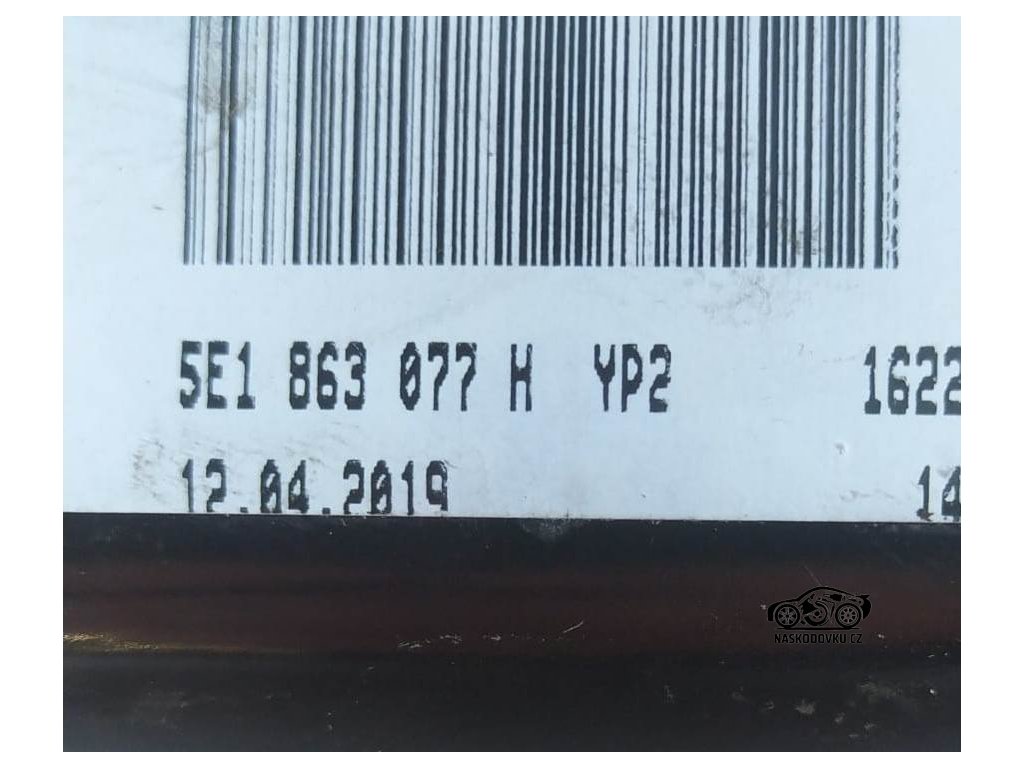 5E1 863 077 H YP2 1622
12.04.2019 14
NASKODOVKU.CZ